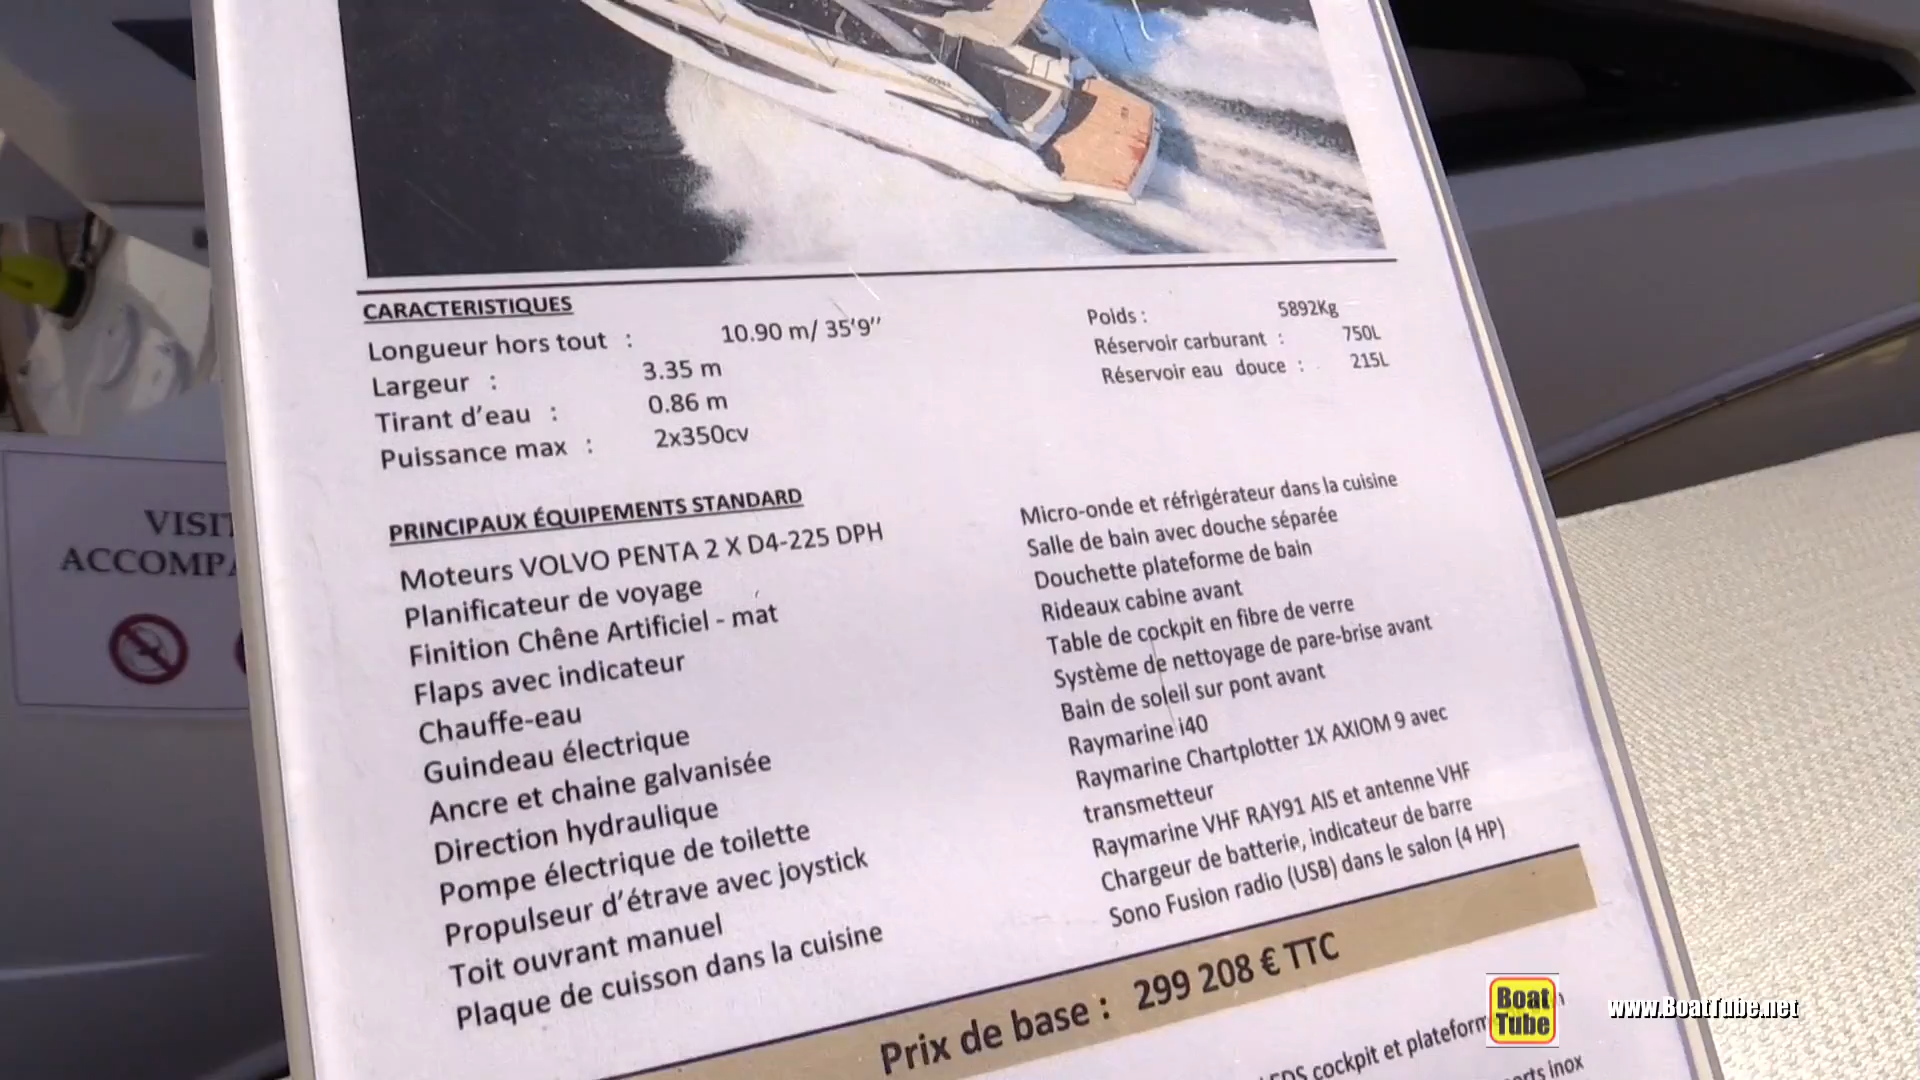 CARACTERISTIQUES
Longueur hors tout : 10.90 m/ 35'9''
Largeur : 3.35 m
Tirant d'eau : 0.86 m
Puissance max : 2x350cv
Poids : 5892Kg
Réservoir carburant : 750L
Réservoir eau douce : 215L
PRINCIPAUX ÉQUIPEMENTS STANDARD
Moteurs VOLVO PENTA 2 X D4-225 DPH
Planificateur de voyage
Finition Chêne Artificiel - mat
Flaps avec indicateur
Chauffe-eau
Guindeau électrique
Ancre et chaine galvanisée
Direction hydraulique
Pompe électrique de toilette
Propulseur d'étrave avec joystick
Toit ouvrant manuel
Plaque de cuisson dans la cuisine
Micro-onde et réfrigérateur dans la cuisine
Salle de bain avec douche séparée
Douchette plateforme de bain
Rideaux cabine avant
Table de cockpit en fibre de verre
Système de nettoyage de pare-brise avant
Bain de soleil sur pont avant
Raymarine i40
Raymarine Chartplotter 1X AXIOM 9 avec
transmetteur
Raymarine VHF RAY91 AIS et antenne VHF
Chargeur de batterie, indicateur de barre
Sono Fusion radio (USB) dans le salon (4 HP)
Prix de base : 299 208 € TTC
cockpit et plateform
inox
VISIT
ACCOMPA
Boat
Tube
www.BoatTube.net